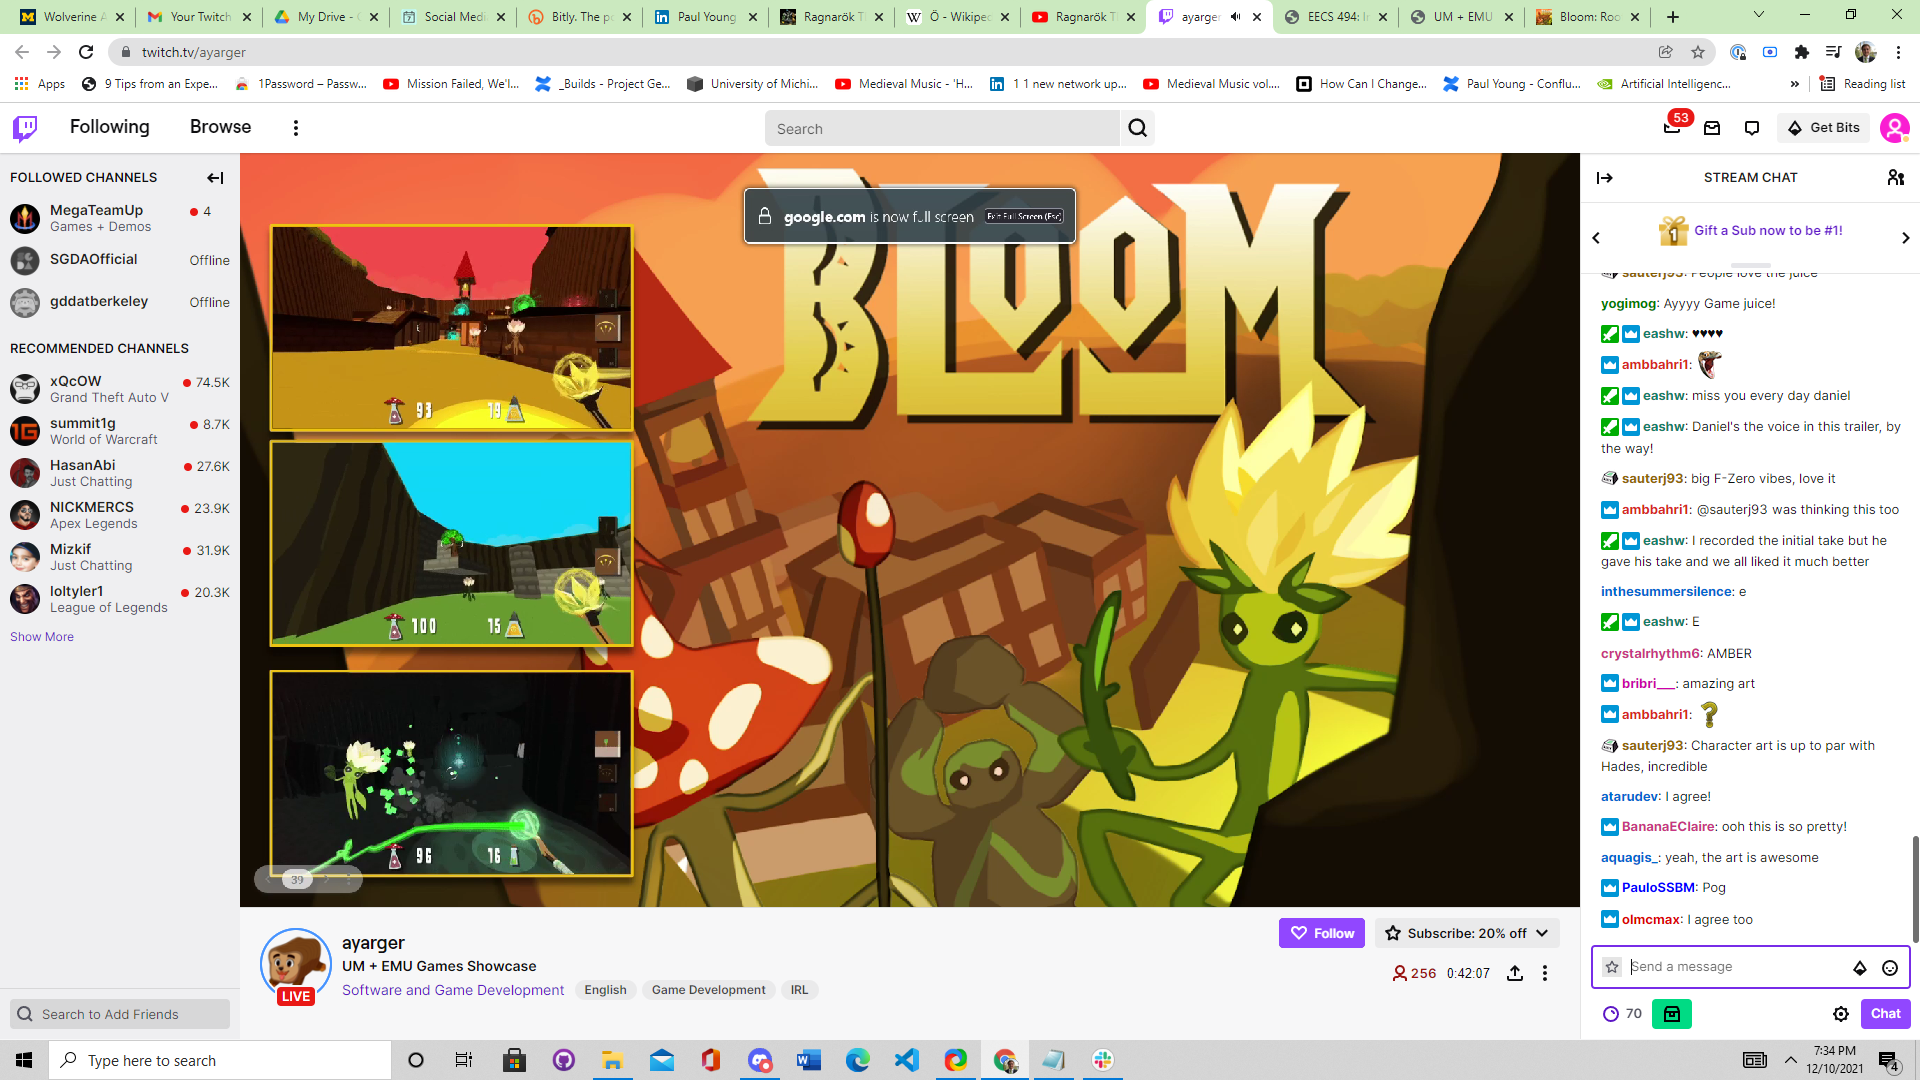 Wolverine A
Your Twitch
My Drive - G
Social Medi
Bitly. The po
Paul Young
Ragnarök T
Ö - Wikiped
Ragnarök T
ayarger
EECS 494: In
UM + EMU
Bloom: Roo
twitch.tv/ayarger
Apps
9 Tips from an Expe...
1Password – Passw...
Mission Failed, We'l...
_Builds - Project Ge...
University of Michi...
Medieval Music - 'H...
1 1 new network up...
Medieval Music vol....
How Can I Change...
Paul Young - Conflu...
Artificial Intelligenc...
»
Reading list
Following
Browse
Search
53
Get Bits
FOLLOWED CHANNELS
MegaTeamUp
4
Games + Demos
SGDAOfficial
Offline
gddatberkeley
Offline
RECOMMENDED CHANNELS
xQcOW
74.5K
Grand Theft Auto V
summit1g
8.7K
World of Warcraft
HasanAbi
27.6K
Just Chatting
NICKMERCS
23.9K
Apex Legends
Mizkif
31.9K
Just Chatting
loltyler1
20.3K
League of Legends
Show More
Search to Add Friends
BLOOM
google.com is now full screen
Exit Full Screen (Esc)
93
19
100
75
96
16
39
ayarger
UM + EMU Games Showcase
Software and Game Development
English
Game Development
IRL
LIVE
Follow
Subscribe: 20% off
256
0:42:07
STREAM CHAT
1
Gift a Sub now to be #1!
sauterj93: People love the juice
yogimog: Ayyyy Game juice!
eashw: ♥♥♥♥
ambbahri1:
eashw: miss you every day daniel
eashw: Daniel's the voice in this trailer, by
the way!
sauterj93: big F-Zero vibes, love it
ambbahri1: @sauterj93 was thinking this too
eashw: I recorded the initial take but he
gave his take and we all liked it much better
inthesummersilence: e
eashw: E
crystalrhythm6: AMBER
bribri___: amazing art
ambbahri1: ?
sauterj93: Character art is up to par with
Hades, incredible
atarudev: I agree!
BananaEClaire: ooh this is so pretty!
aquagis_: yeah, the art is awesome
PauloSSBM: Pog
olmcmax: I agree too
Send a message
70
Chat
Type here to search
7:34 PM
12/10/2021
4